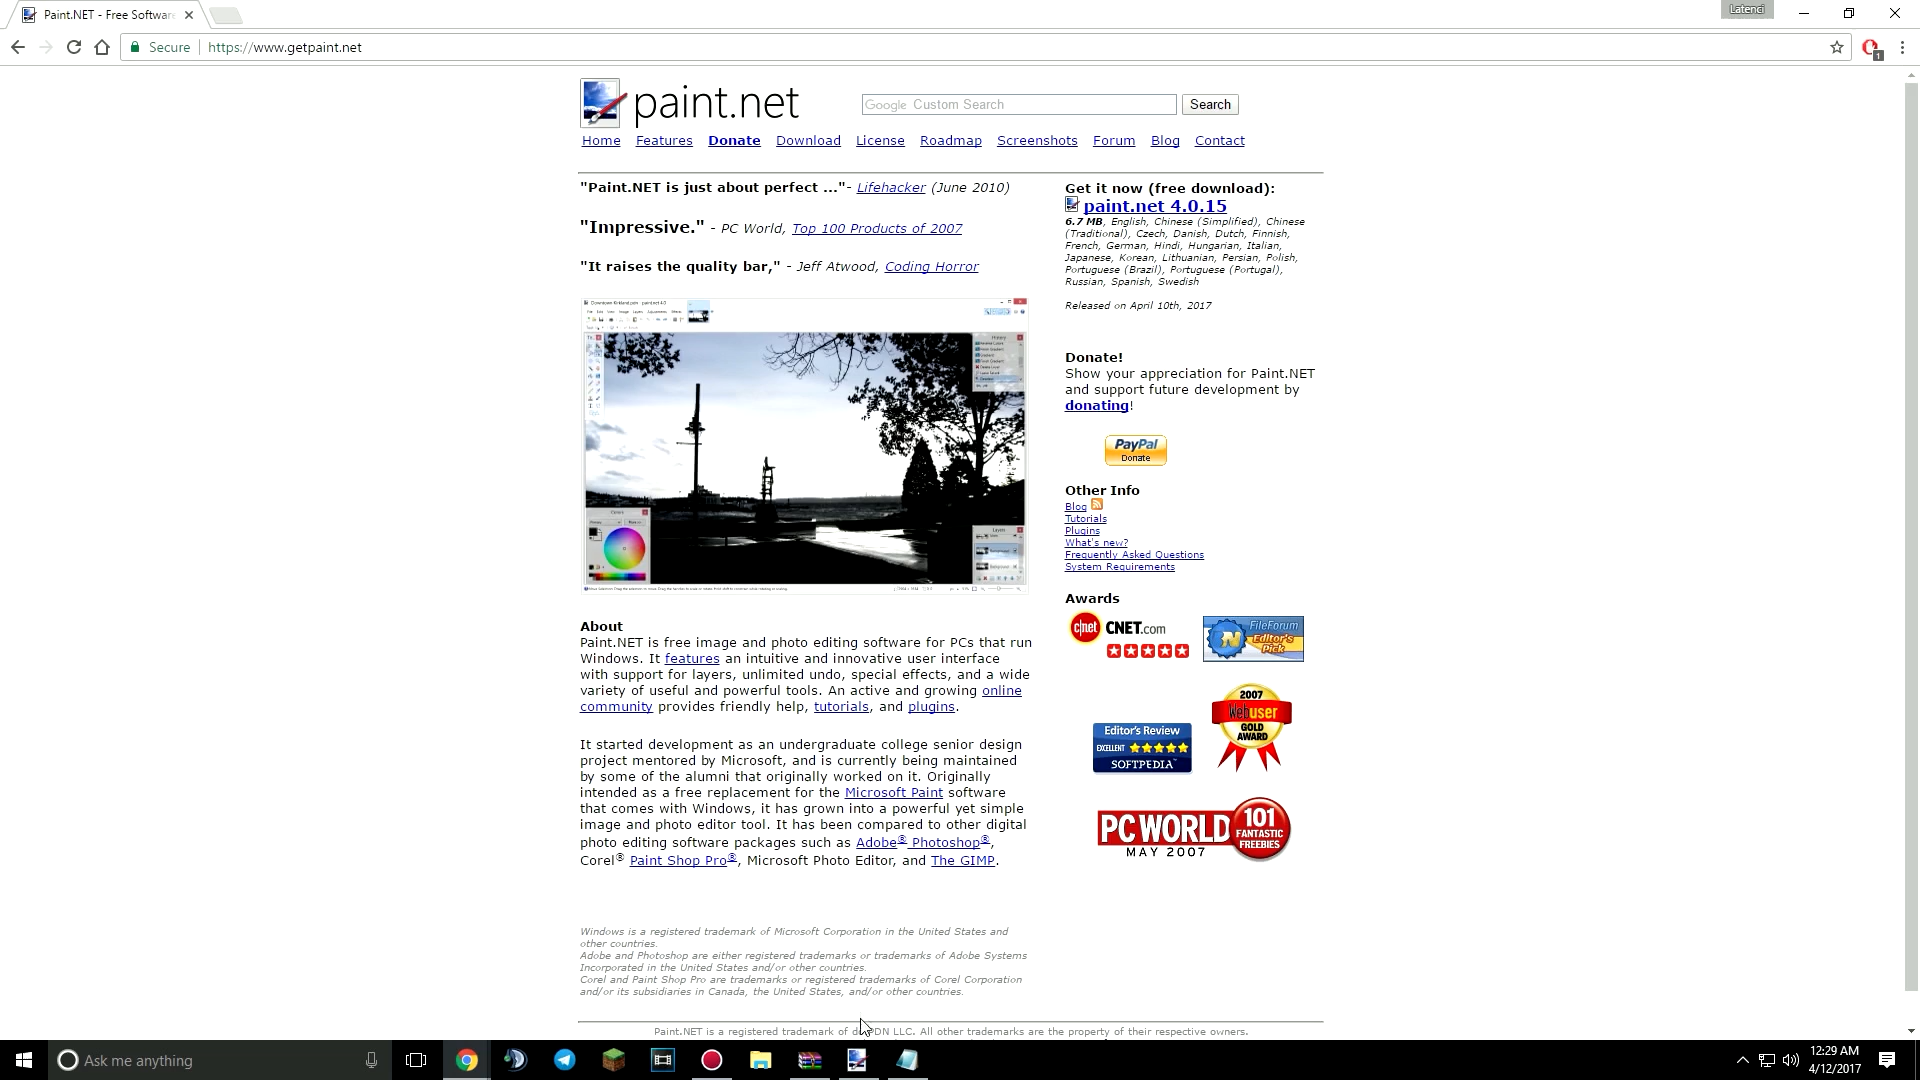 Paint.NET - Free Softwar
Latenci
Secure
https://www.getpaint.net
paint.net
Google Custom Search
Search
Home Features Donate Download License Roadmap Screenshots Forum Blog Contact
"Paint.NET is just about perfect ..."- Lifehacker (June 2010)
"Impressive." - PC World, Top 100 Products of 2007
"It raises the quality bar," - Jeff Atwood, Coding Horror
About
Paint.NET is free image and photo editing software for PCs that run
Windows. It features an intuitive and innovative user interface
with support for layers, unlimited undo, special effects, and a wide
variety of useful and powerful tools. An active and growing online
community provides friendly help, tutorials, and plugins.
It started development as an undergraduate college senior design
project mentored by Microsoft, and is currently being maintained
by some of the alumni that originally worked on it. Originally
intended as a free replacement for the Microsoft Paint software
that comes with Windows, it has grown into a powerful yet simple
image and photo editor tool. It has been compared to other digital
photo editing software packages such as Adobe® Photoshop®,
Corel® Paint Shop Pro®, Microsoft Photo Editor, and The GIMP.
Windows is a registered trademark of Microsoft Corporation in the United States and
other countries.
Adobe and Photoshop are either registered trademarks or trademarks of Adobe Systems
Incorporated in the United States and/or other countries.
Corel and Paint Shop Pro are trademarks or registered trademarks of Corel Corporation
and/or its subsidiaries in Canada, the United States, and/or other countries.
Get it now (free download):
paint.net 4.0.15
6.7 MB, English, Chinese (Simplified), Chinese
(Traditional), Czech, Danish, Dutch, Finnish,
French, German, Hindi, Hungarian, Italian,
Japanese, Korean, Lithuanian, Persian, Polish,
Portuguese (Brazil), Portuguese (Portugal),
Russian, Spanish, Swedish
Released on April 10th, 2017
Donate!
Show your appreciation for Paint.NET
and support future development by
donating!
PayPal
Donate
Other Info
Blog
Tutorials
Plugins
What's new?
Frequently Asked Questions
System Requirements
Awards
c|net CNET.com
FileForum
Editor's
Pick
2007
Webuser
GOLD
AWARD
Editor's Review
EXCELLENT
SOFTPEDIA
PC WORLD
MAY 2007
101
FANTASTIC
FREEBIES
Paint.NET is a registered trademark of dotPDN LLC. All other trademarks are the property of their respective owners.
Ask me anything
12:29 AM
4/12/2017